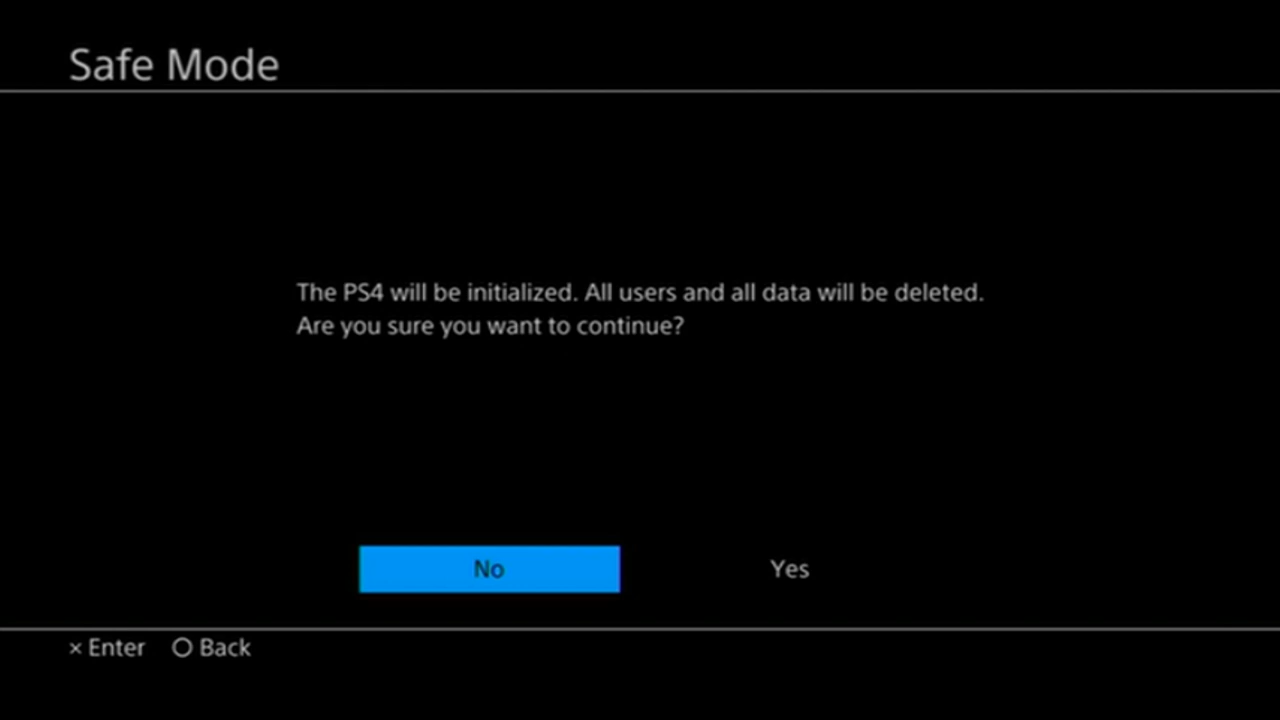 Safe Mode
The PS4 will be initialized. All users and all data will be deleted.
Are you sure you want to continue?
No Yes
× Enter ○ Back